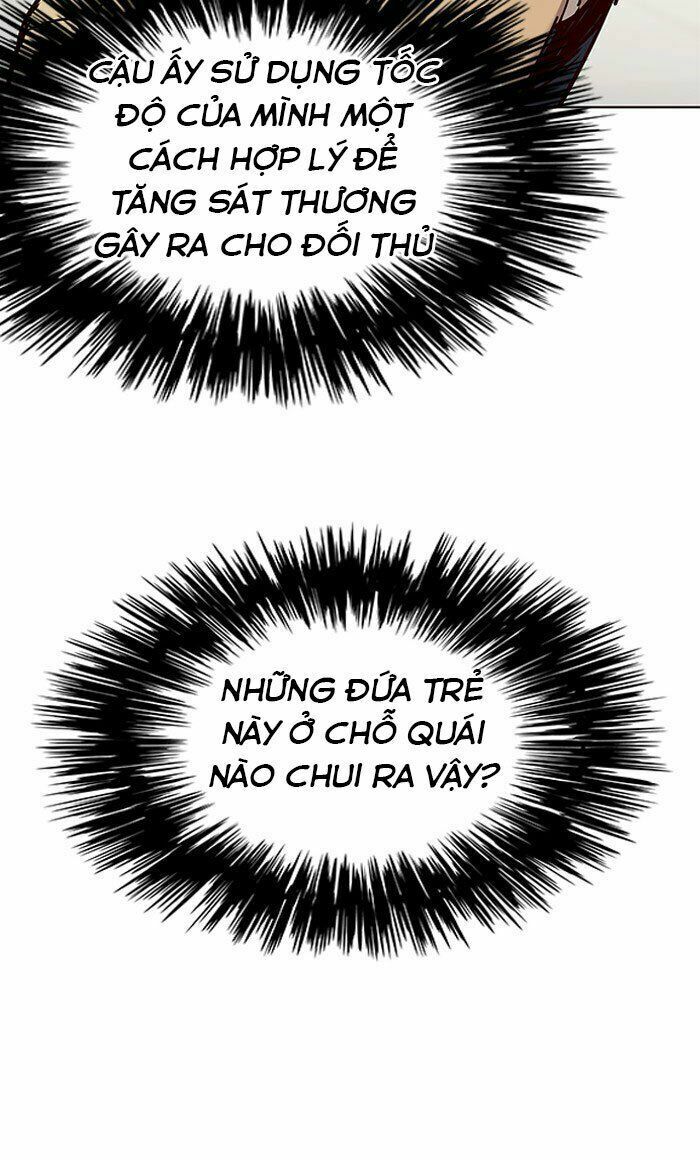 CẬU ẤY SỬ DỤNG TỐC
ĐỘ CỦA MÌNH MỘT
CÁCH HỢP LÝ ĐỂ
TĂNG SÁT THƯƠNG
GÂY RA CHO ĐỐI THỦ
NHỮNG ĐỨA TRẺ
NÀY Ở CHỖ QUÁI
NÀO CHUI RA VẬY?